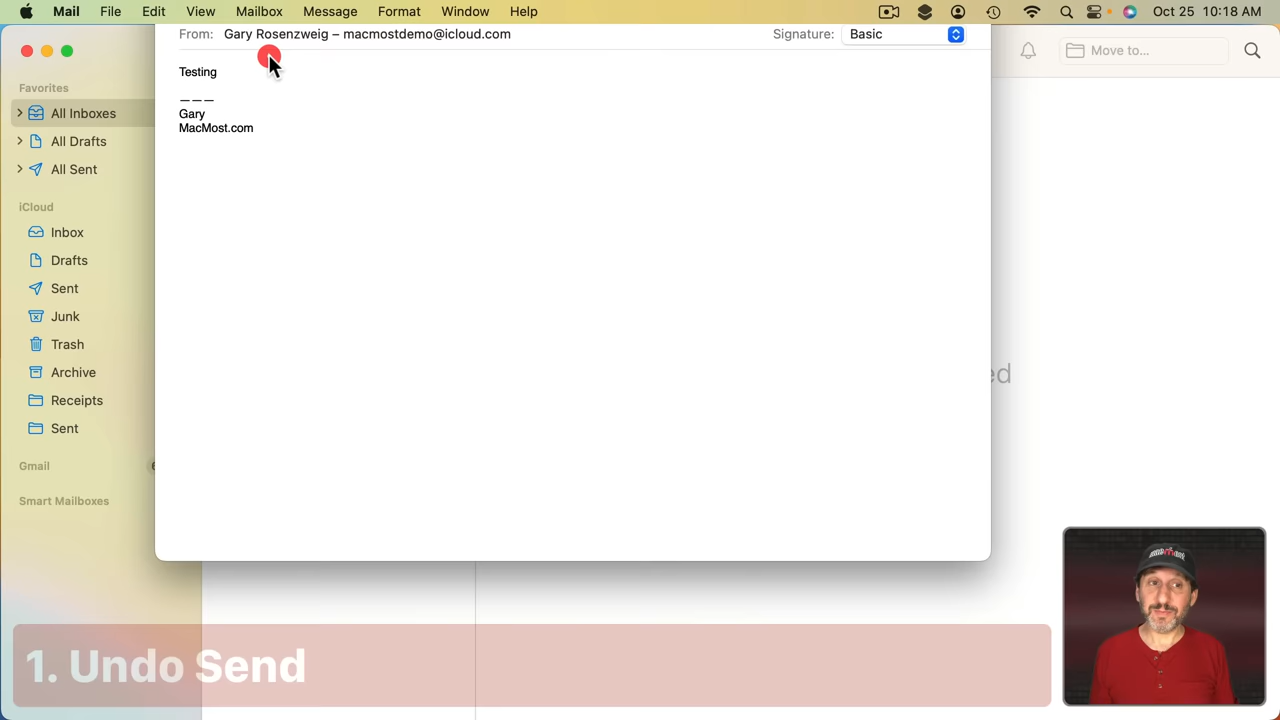 Mail File Edit View Mailbox Message Format Window Help Oct 25 10:18 AM
From: Gary Rosenzweig – macmostdemo@icloud.com Signature: Basic
Move to...
Testing
———
Gary
MacMost.com
Favorites
All Inboxes
All Drafts
All Sent
iCloud
Inbox
Drafts
Sent
Junk
Trash
Archive
Receipts
Sent
Gmail
Smart Mailboxes
ed
1. Undo Send